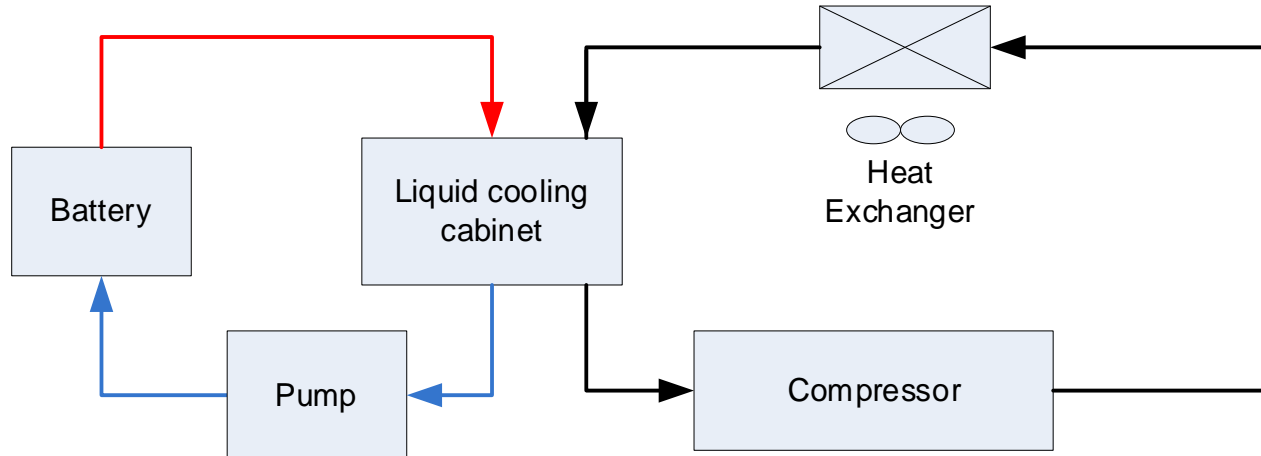 Battery
Liquid cooling
cabinet
Heat
Exchanger
Pump
Compressor